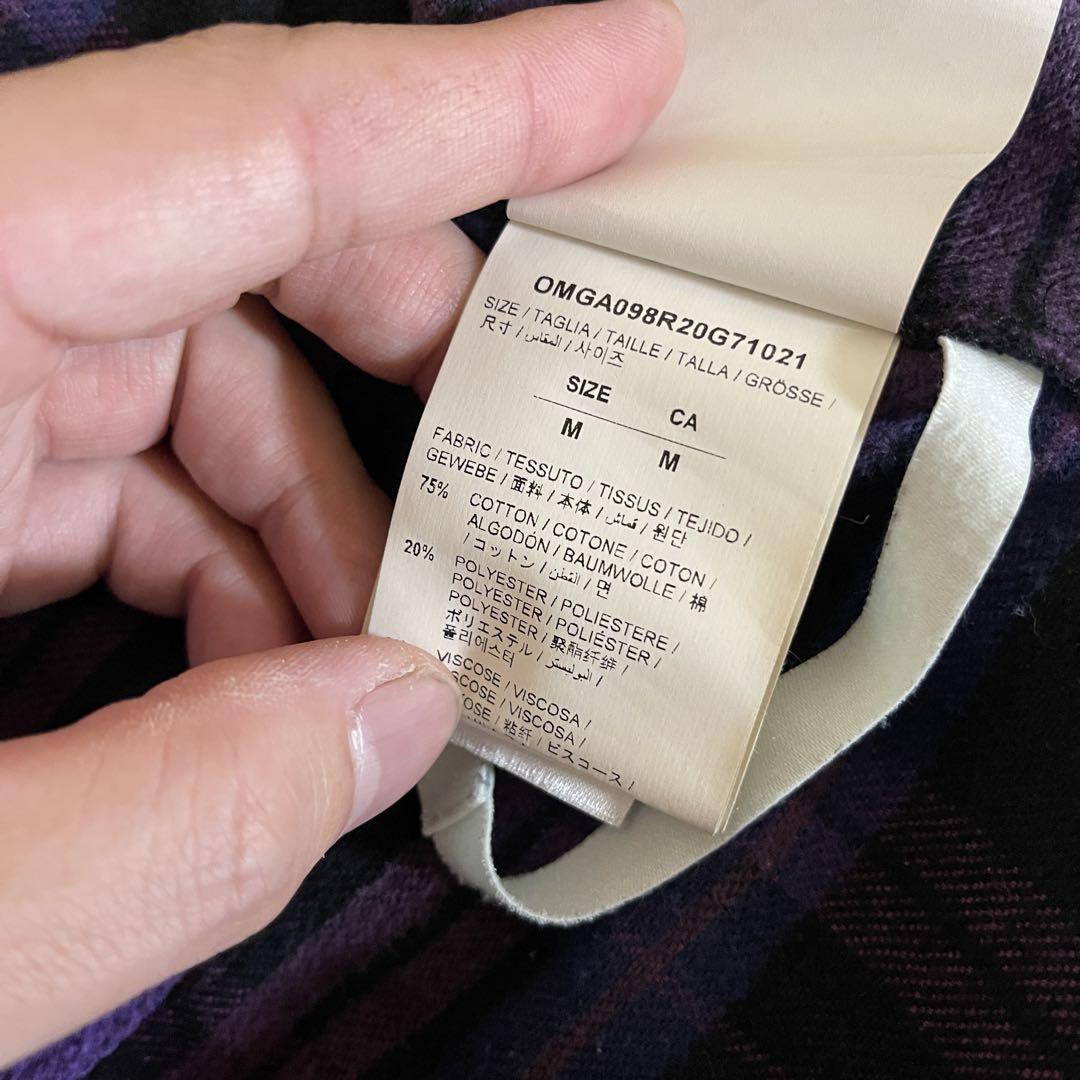 OMGA098R20G71021
SIZE / TAGLIA / TAILLE / TALLA / GRÖSSE /
尺寸 / المقاس / 사이즈
SIZE CA
M M
FABRIC / TESSUTO / TISSUS / TEJIDO /
GEWEBE / 面料 / 本体 / قماش / 원단
75% COTTON / COTONE / COTON /
ALGODÓN / BAUMWOLLE / 棉
/ コットン / القطن / 면
20% POLYESTER / POLIESTERE /
POLYESTER / POLIÉSTER /
POLYESTER / 聚酯纤维 /
ポリエステル / البوليستر /
폴리에스터
VISCOSE / VISCOSA /
VISCOSA /
粘纤 / ビスコース /